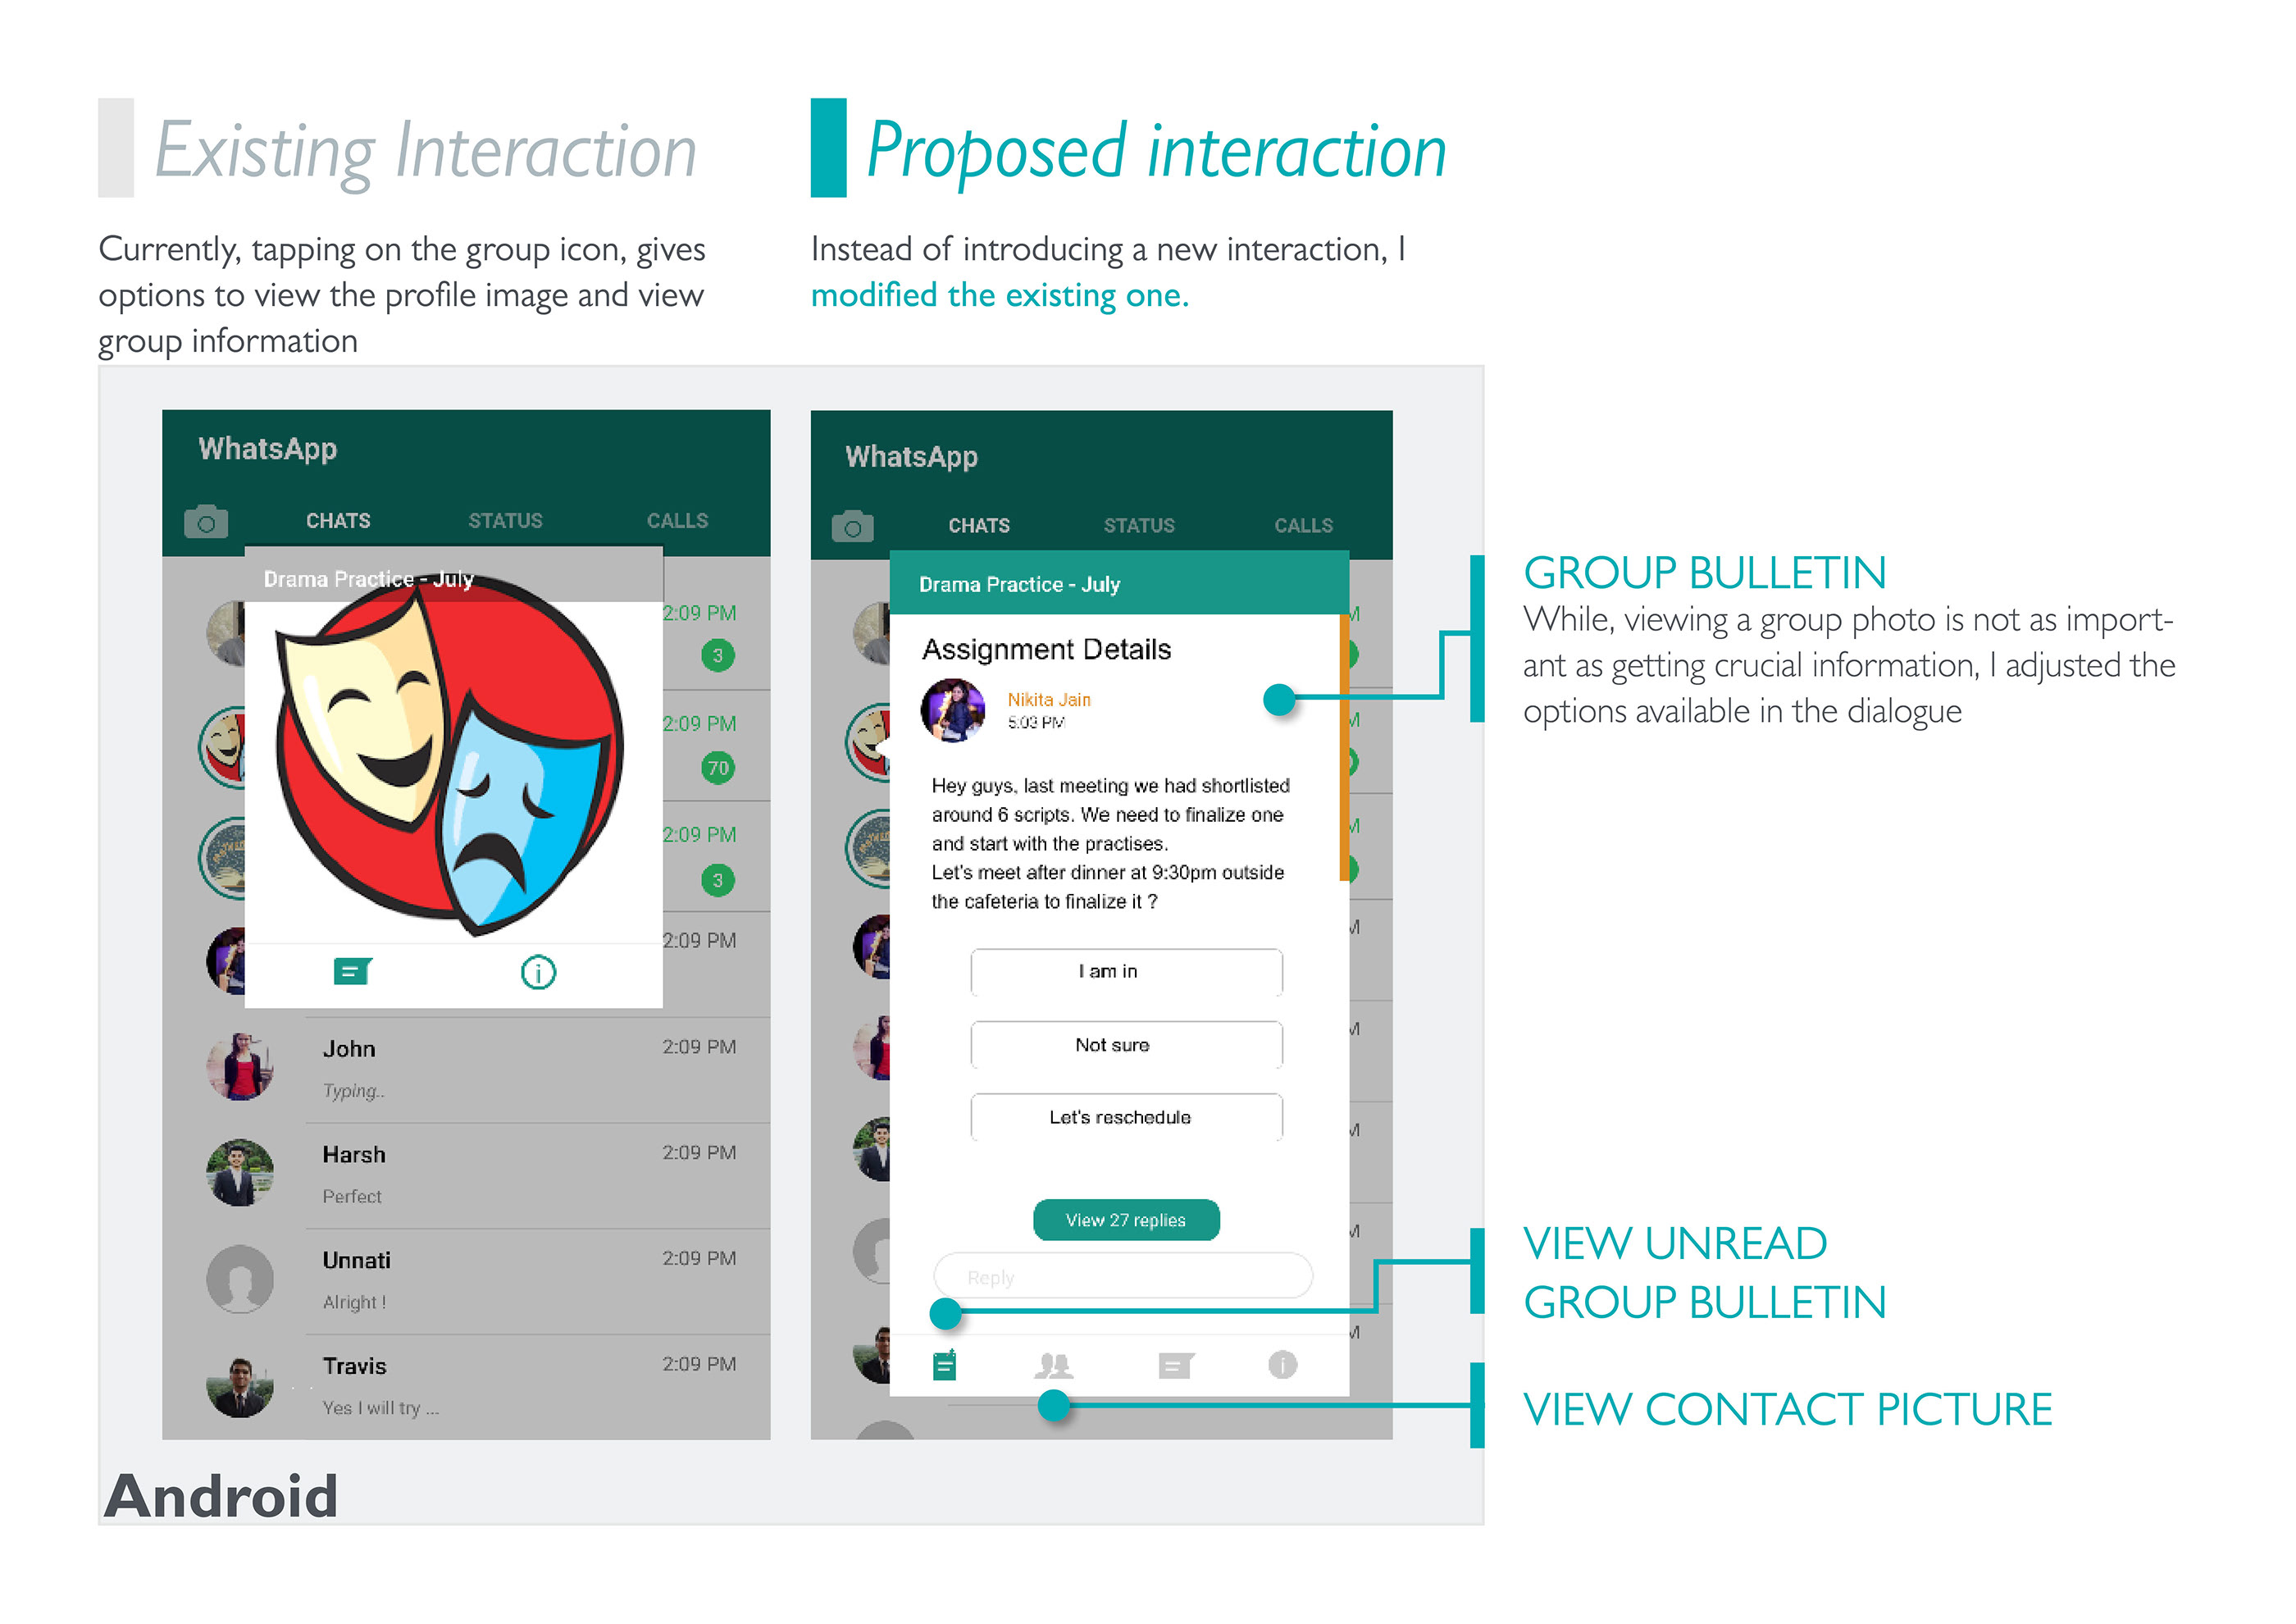 Existing Interaction
Currently, tapping on the group icon, gives
options to view the profile image and view
group information
Proposed interaction
Instead of introducing a new interaction, I
modified the existing one.
WhatsApp
CHATS
STATUS
CALLS
Drama Practice - July
2:09 PM
3
2:09 PM
70
2:09 PM
3
2:09 PM
John
2:09 PM
Typing..
Harsh
2:09 PM
Perfect
Unnati
2:09 PM
Alright !
Travis
2:09 PM
Yes I will try ...
Android
WhatsApp
CHATS
STATUS
CALLS
Drama Practice - July
Assignment Details
Nikita Jain
5:03 PM
Hey guys, last meeting we had shortlisted
around 6 scripts. We need to finalize one
and start with the practises.
Let's meet after dinner at 9:30pm outside
the cafeteria to finalize it ?
I am in
Not sure
Let's reschedule
View 27 replies
Reply
GROUP BULLETIN
While, viewing a group photo is not as import-
ant as getting crucial information, I adjusted the
options available in the dialogue
VIEW UNREAD
GROUP BULLETIN
VIEW CONTACT PICTURE